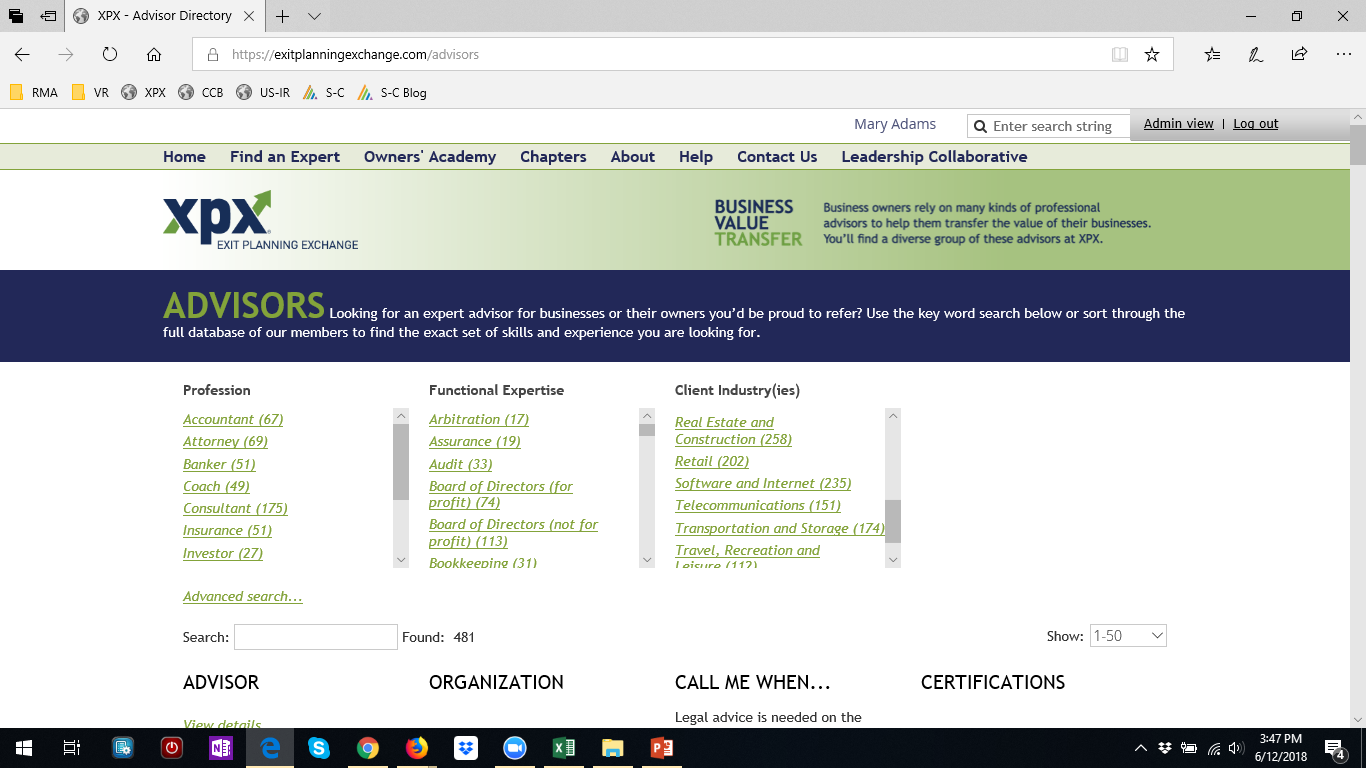 XPX - Advisor Directory
https://exitplanningexchange.com/advisors
RMA VR XPX CCB US-IR S-C S-C Blog
Mary Adams Enter search string Admin view | Log out
Home Find an Expert Owners' Academy Chapters About Help Contact Us Leadership Collaborative
xpx
EXIT PLANNING EXCHANGE
BUSINESS
VALUE
TRANSFER
Business owners rely on many kinds of professional
advisors to help them transfer the value of their businesses.
You'll find a diverse group of these advisors at XPX.
ADVISORS Looking for an expert advisor for businesses or their owners you'd be proud to refer? Use the key word search below or sort through the
full database of our members to find the exact set of skills and experience you are looking for.
Profession
Accountant (67)
Attorney (69)
Banker (51)
Coach (49)
Consultant (175)
Insurance (51)
Investor (27)
Functional Expertise
Arbitration (17)
Assurance (19)
Audit (33)
Board of Directors (for
profit) (74)
Board of Directors (not for
profit) (113)
Bookkeeping (31)
Client Industry(ies)
Real Estate and
Construction (258)
Retail (202)
Software and Internet (235)
Telecommunications (151)
Transportation and Storage (174)
Travel, Recreation and
Leisure (112)
Advanced search...
Search: Found: 481 Show: 1-50
ADVISOR ORGANIZATION CALL ME WHEN... CERTIFICATIONS
View details
Legal advice is needed on the
3:47 PM
6/12/2018
4